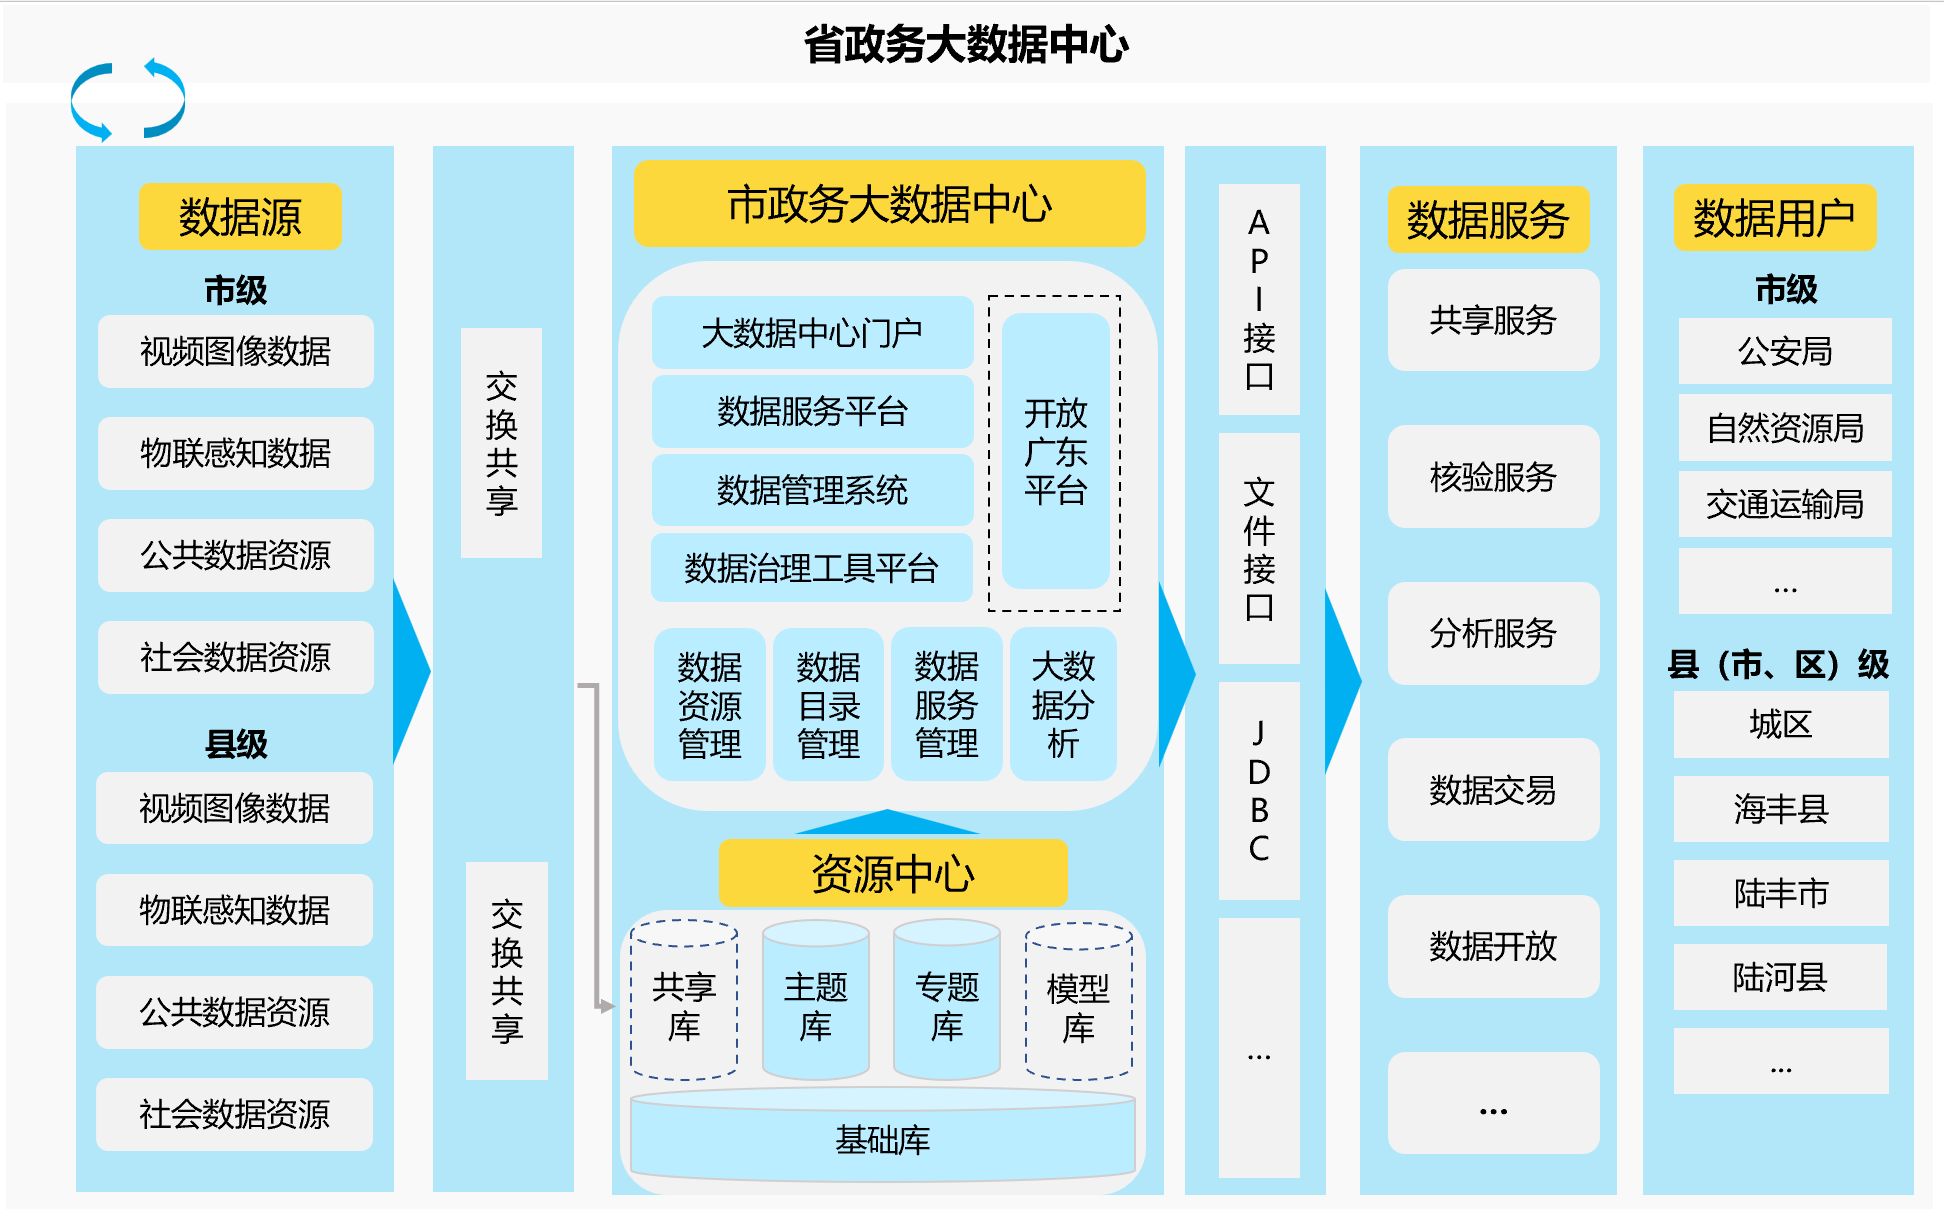 省政务大数据中心
数据源
市级
视频图像数据
物联感知数据
公共数据资源
社会数据资源
县级
视频图像数据
物联感知数据
公共数据资源
社会数据资源
交
换
共
享
交
换
共
享
市政务大数据中心
大数据中心门户
数据服务平台
数据管理系统
数据治理工具平台
开放
广东
平台
数据
资源
管理
数据
目录
管理
数据
服务
管理
大数
据分
析
资源中心
共享
库
主题
库
专题
库
模型
库
基础库
A
P
I
接
口
文
件
接
口
J
D
B
C
...
数据服务
共享服务
核验服务
分析服务
数据交易
数据开放
...
数据用户
市级
公安局
自然资源局
交通运输局
...
县（市、区）级
城区
海丰县
陆丰市
陆河县
...